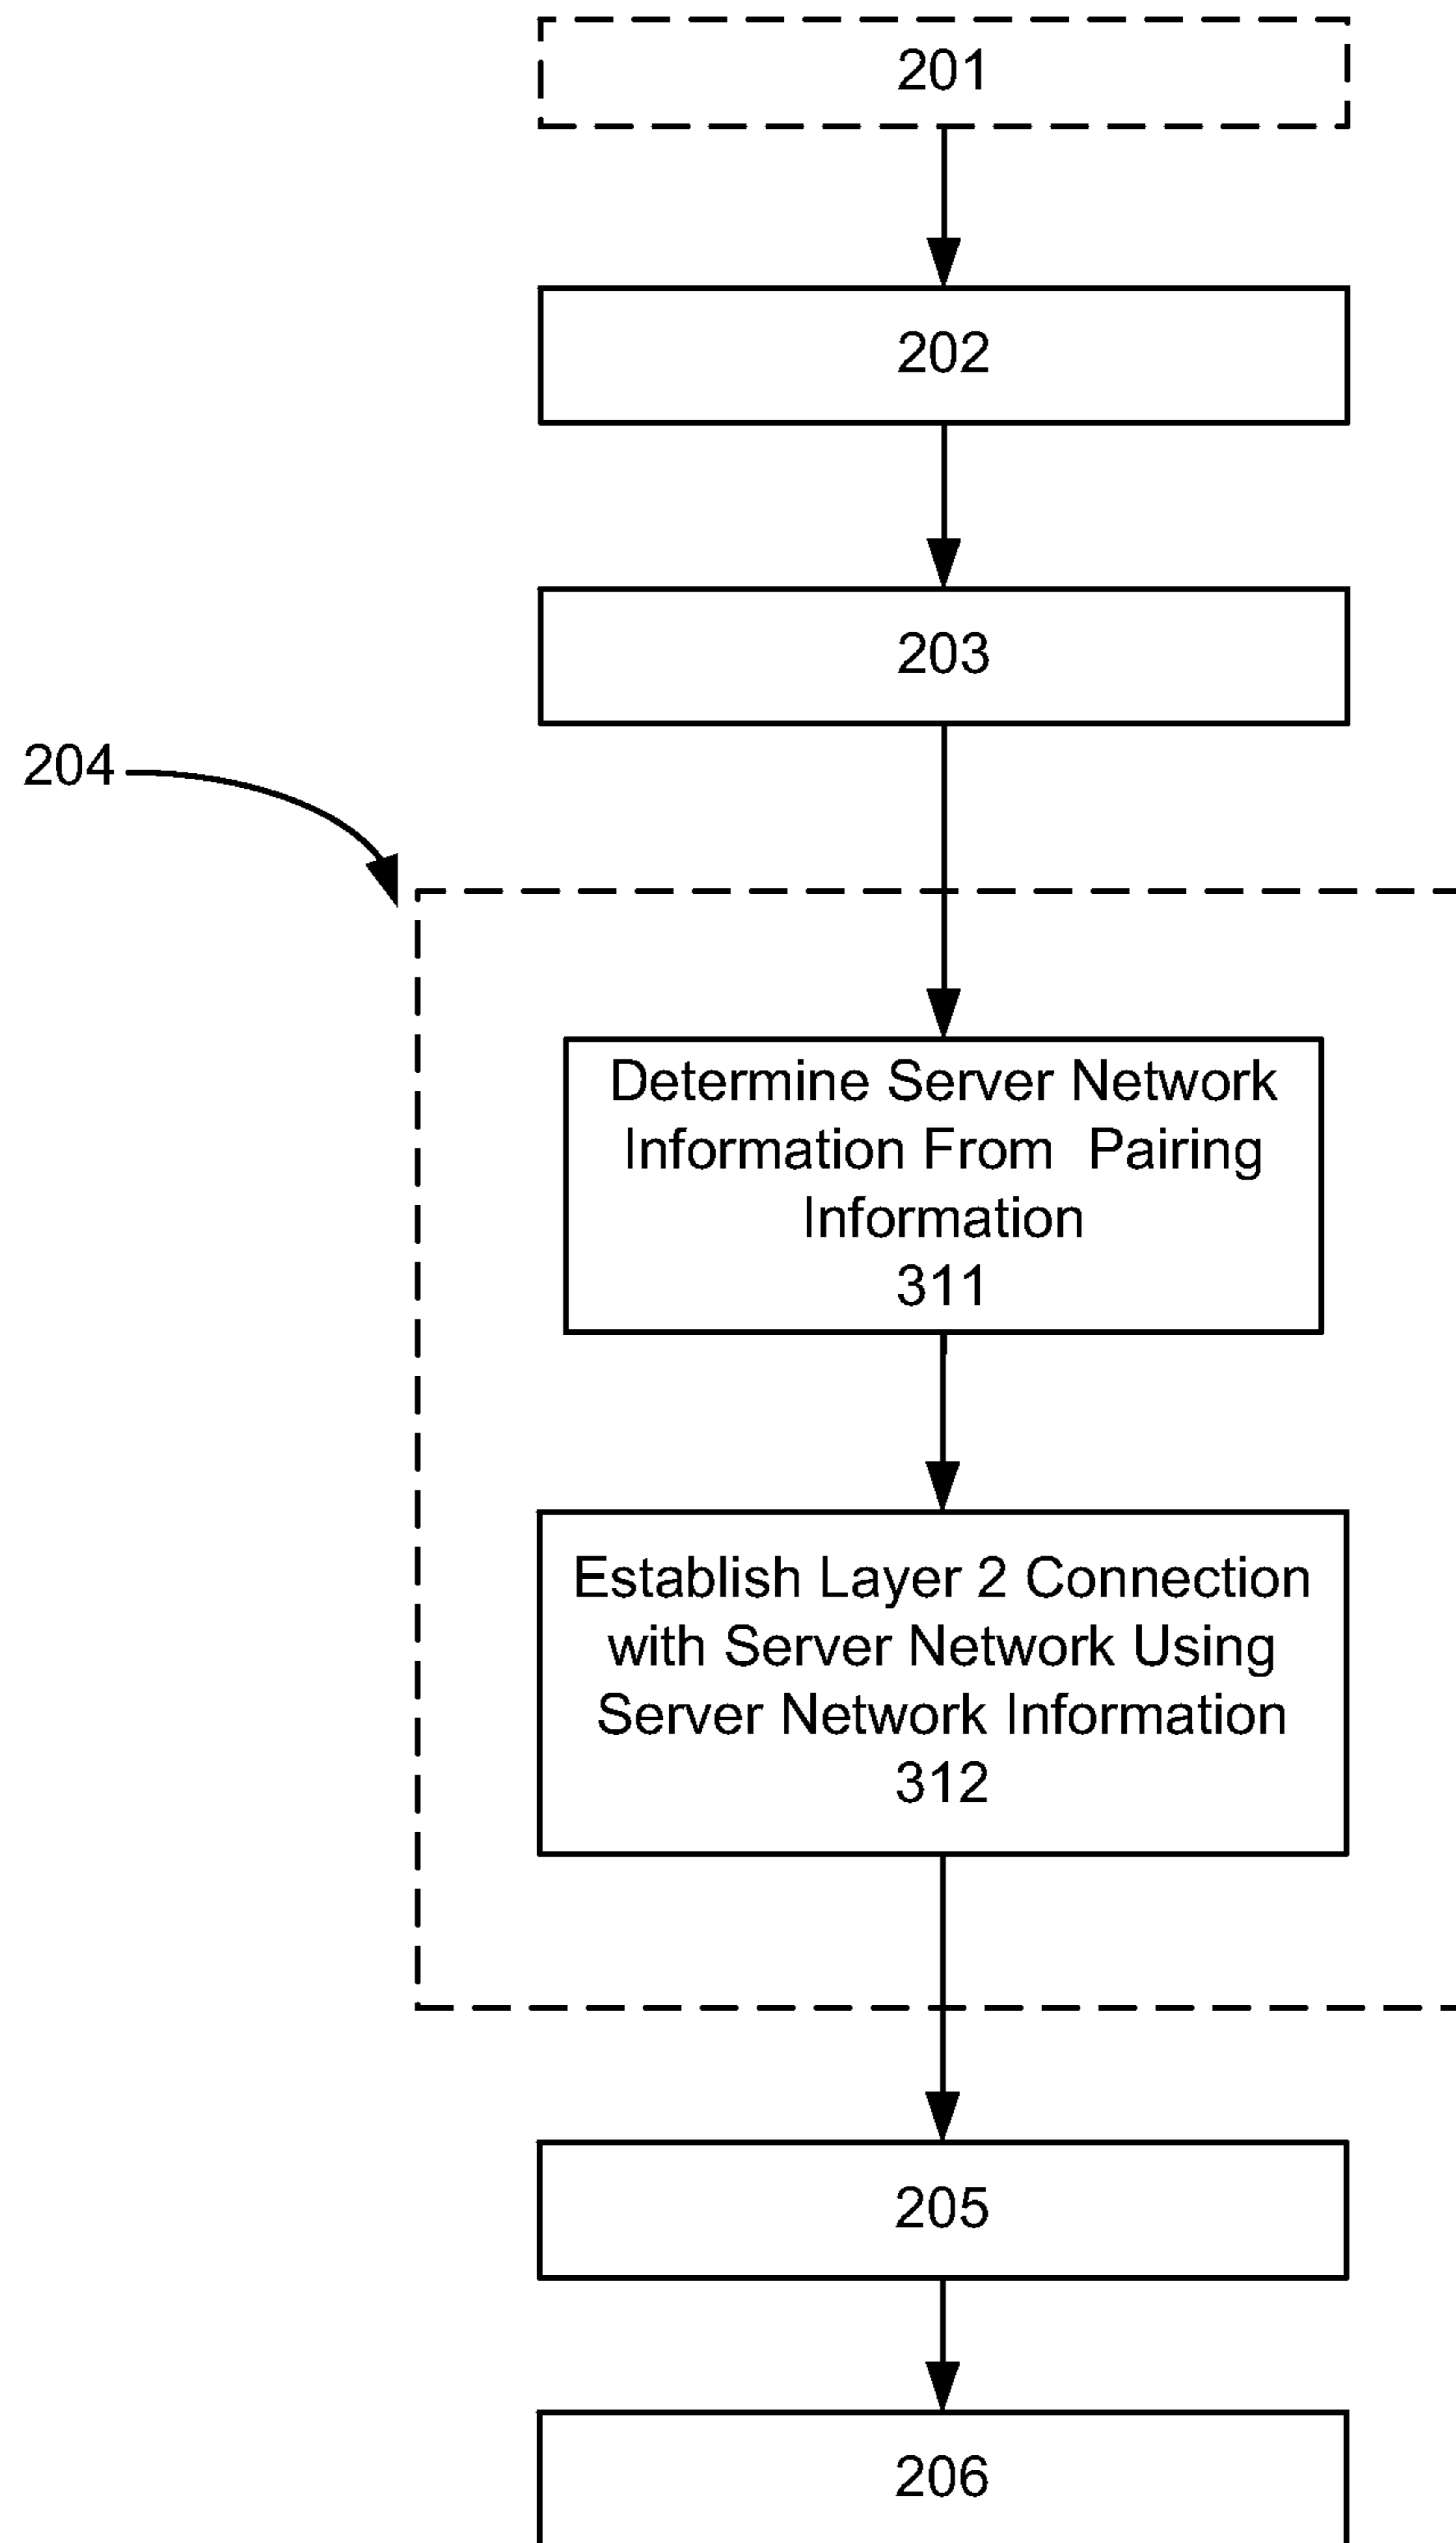 201
202
203
204
Determine Server Network
Information From  Pairing
Information
311
Establish Layer 2 Connection
with Server Network Using
Server Network Information
312
205
206